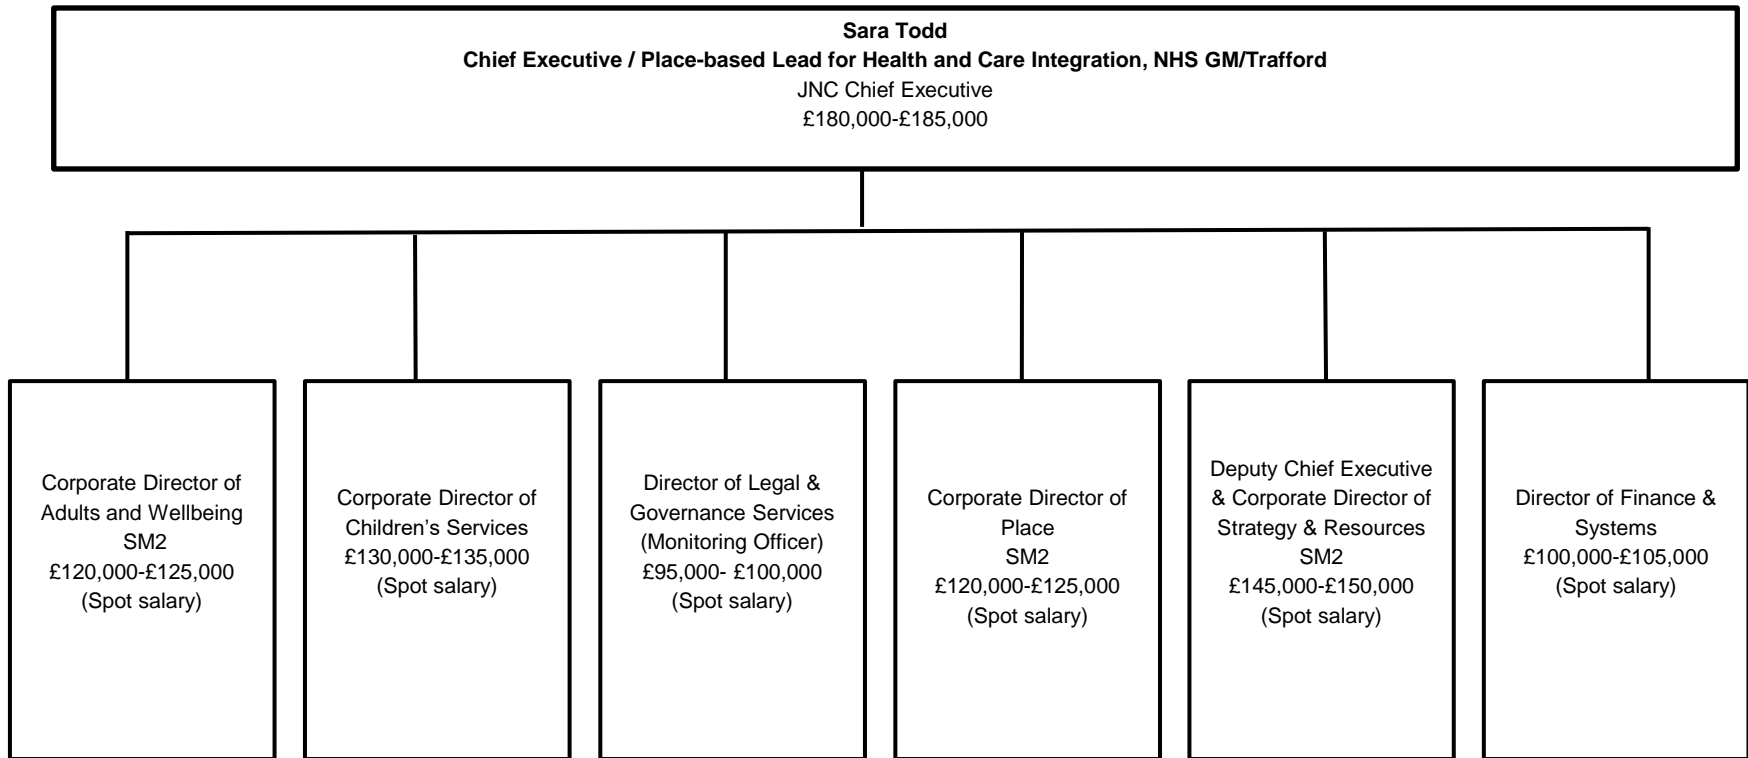 Sara Todd
Chief Executive / Place-based Lead for Health and Care Integration, NHS GM/Trafford
JNC Chief Executive
£180,000-£185,000
Corporate Director of
Adults and Wellbeing
SM2
£120,000-£125,000
(Spot salary)
Corporate Director of
Children’s Services
£130,000-£135,000
(Spot salary)
Director of Legal &
Governance Services
(Monitoring Officer)
£95,000- £100,000
(Spot salary)
Corporate Director of
Place
SM2
£120,000-£125,000
(Spot salary)
Deputy Chief Executive
& Corporate Director of
Strategy & Resources
SM2
£145,000-£150,000
(Spot salary)
Director of Finance &
Systems
£100,000-£105,000
(Spot salary)